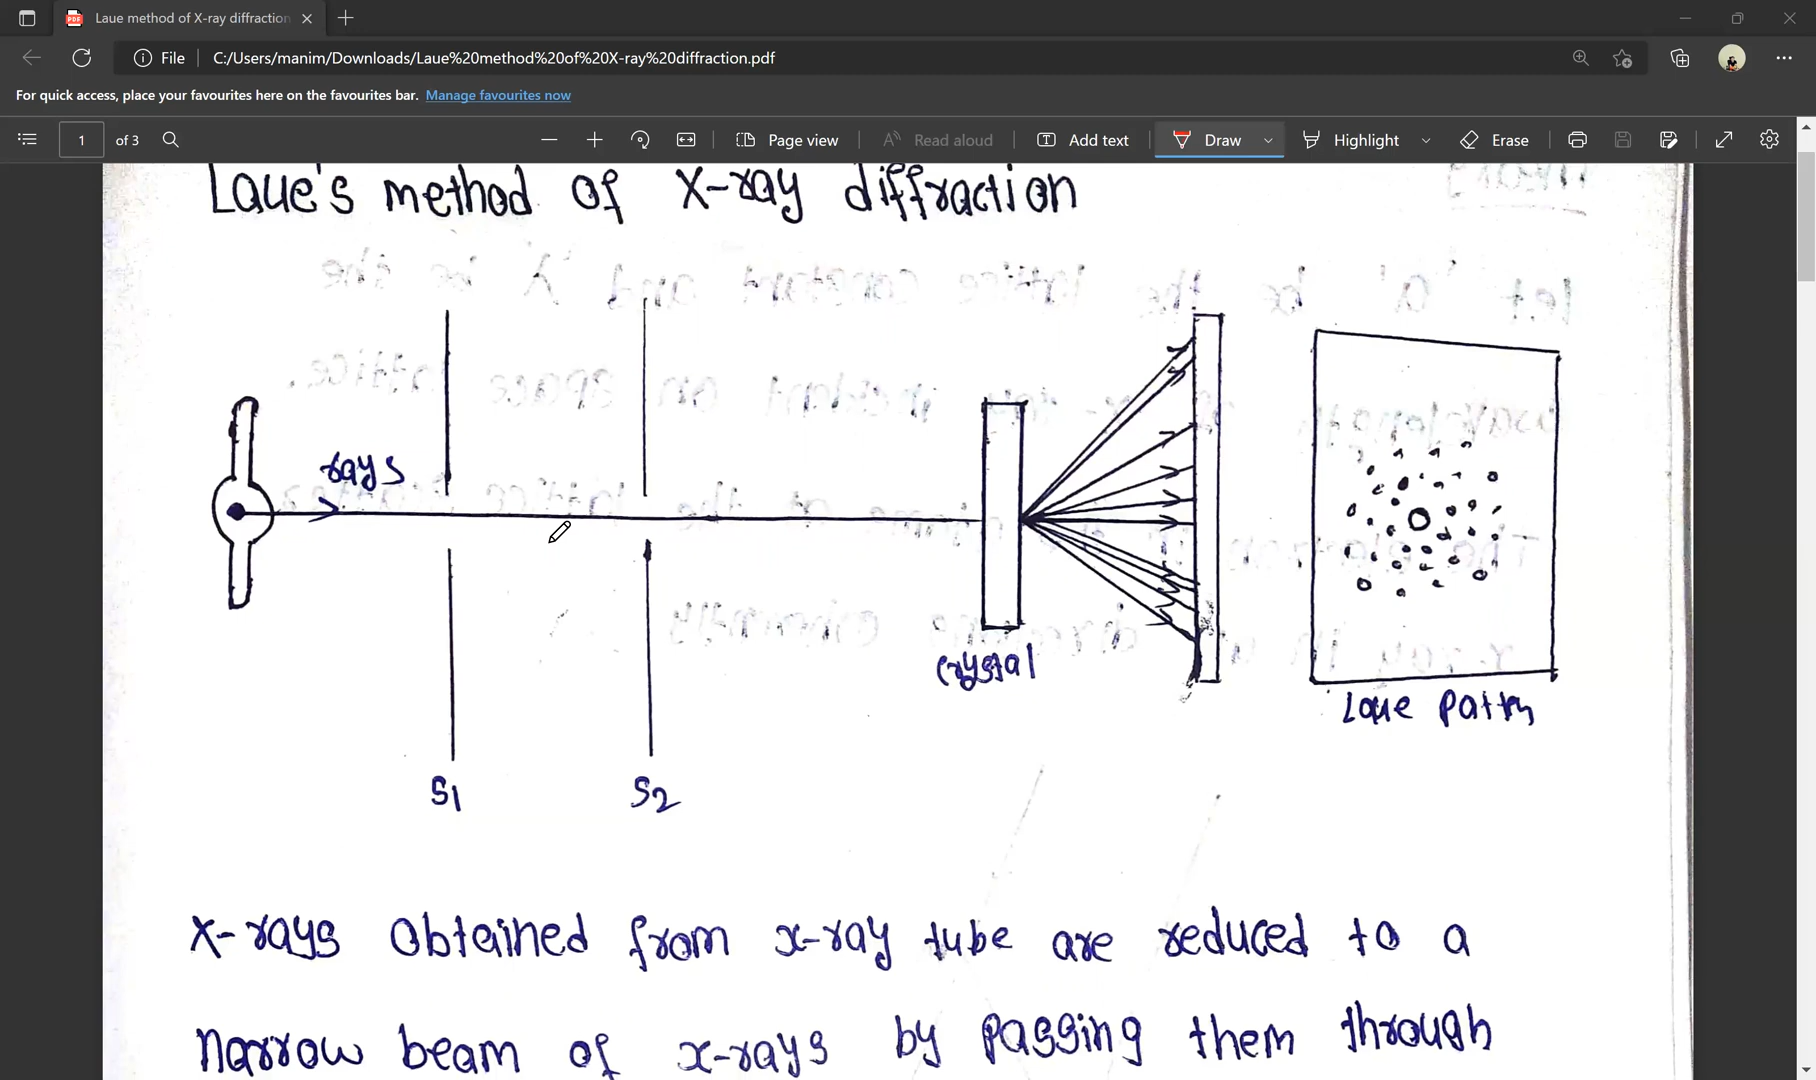 Laue method of X-ray diffraction
File
C:/Users/manim/Downloads/Laue%20method%20of%20X-ray%20diffraction.pdf
For quick access, place your favourites here on the favourites bar. Manage favourites now
1 of 3
Page view
Read aloud
Add text
Draw
Highlight
Erase
Laue's method of X-ray diffraction
rays
crystal
Laue pattn
S1
S2
X-rays obtained from x-ray tube are reduced to a
narrow beam of x-rays by passing them through